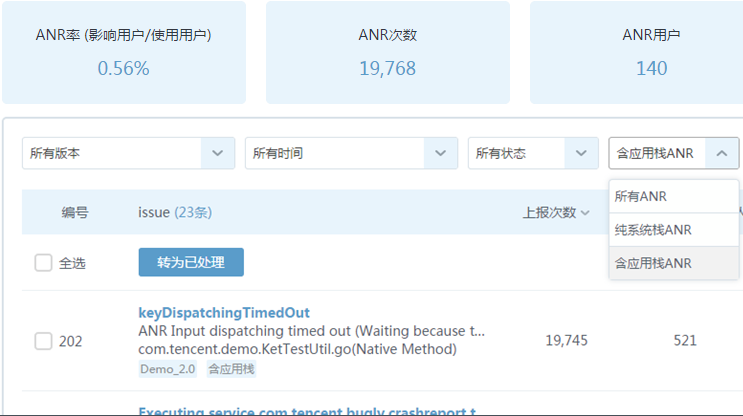 ANR率 (影响用户/使用用户)
ANR次数
ANR用户
0.56%
19,768
140
所有版本
所有时间
所有状态
含应用栈ANR
所有ANR
纯系统栈ANR
含应用栈ANR
编号
issue (23条)
上报次数
全选
转为已处理
202
keyDispatchingTimedOut
ANR Input dispatching timed out (Waiting because t...
com.tencent.demo.KetTestUtil.go(Native Method)
Demo_2.0
含应用栈
19,745
521
Executing service com.tencent.bugly.crashreport.t